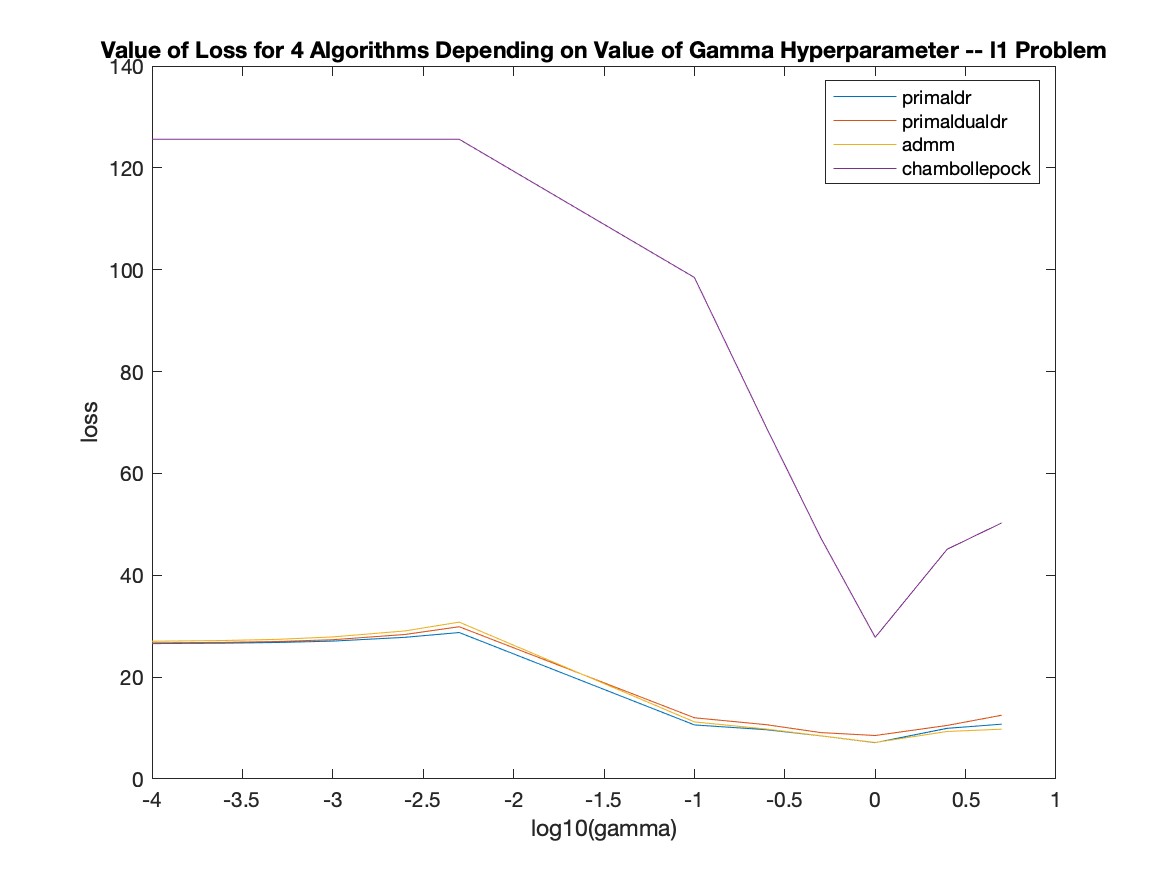 Value of Loss for 4 Algorithms Depending on Value of Gamma Hyperparameter -- l1 Problem
140
120
100
80
60
40
20
0
loss
primaldr
primaldualdr
admm
chambollepock
-4 -3.5 -3 -2.5 -2 -1.5 -1 -0.5 0 0.5 1
log10(gamma)